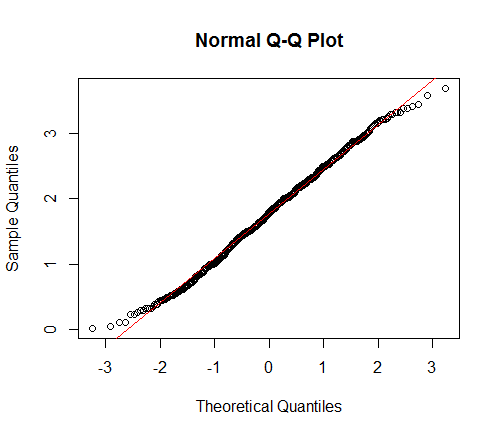 Normal Q-Q Plot
Sample Quantiles
3
2
1
0
-3 -2 -1 0 1 2 3
Theoretical Quantiles